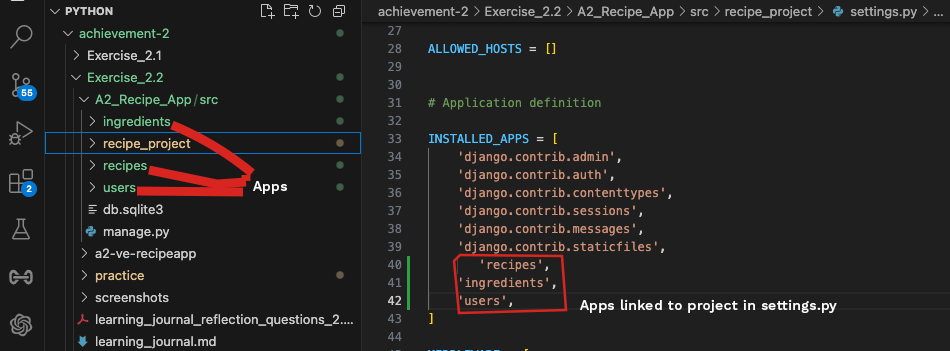 PYTHON
achievement-2
Exercise_2.1
Exercise_2.2
A2_Recipe_App/src
ingredients
recipe_project
recipes
users
Apps
db.sqlite3
manage.py
a2-ve-recipeapp
practice
screenshots
learning_journal_reflection_questions_2....
learning_journal.md
55
2
achievement-2 > Exercise_2.2 > A2_Recipe_App > src > recipe_project > settings.py > ...
27
28 ALLOWED_HOSTS = []
29
30
31 # Application definition
32
33 INSTALLED_APPS = [
34 'django.contrib.admin',
35 'django.contrib.auth',
36 'django.contrib.contenttypes',
37 'django.contrib.sessions',
38 'django.contrib.messages',
39 'django.contrib.staticfiles',
40 'recipes',
41 'ingredients',
42 'users',
43 ]
44
Apps linked to project in settings.py